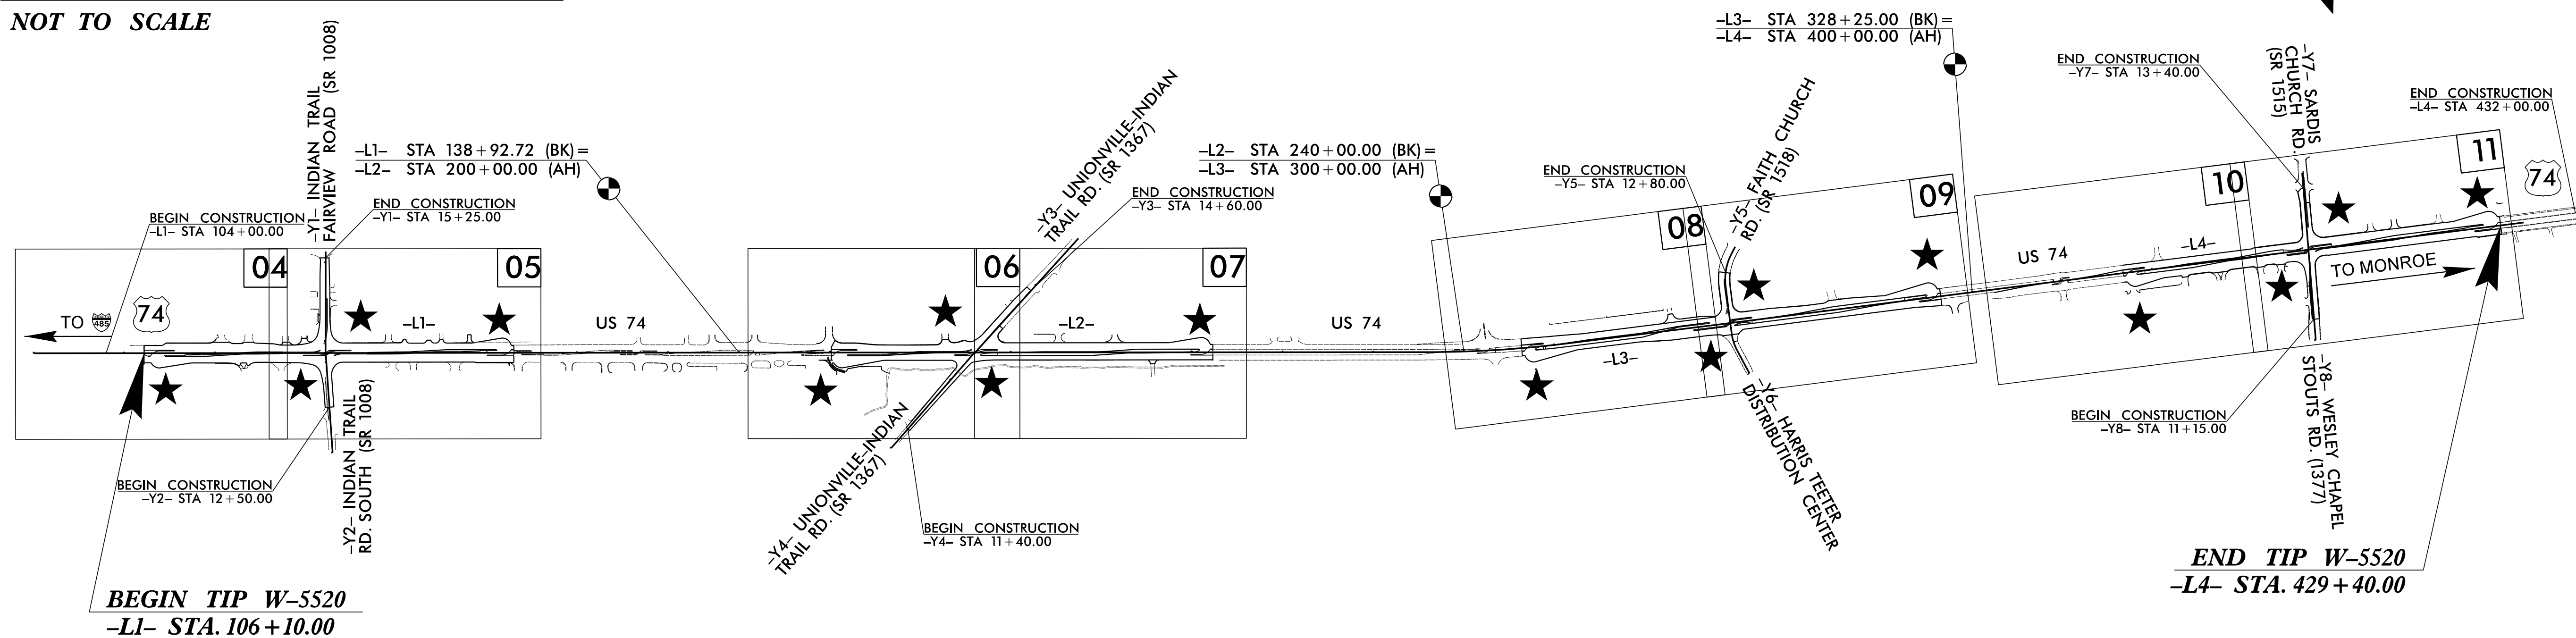 NOT TO SCALE
–L3– STA 328+25.00 (BK)=
–L4– STA 400+00.00 (AH)
–Y1– INDIAN TRAIL
FAIRVIEW ROAD (SR 1008)
–Y3– UNIONVILLE–INDIAN
TRAIL RD. (SR 1367)
–Y5– FAITH CHURCH
RD. (SR 1518)
END CONSTRUCTION
–Y7– STA 13+40.00
–Y7– SARDIS
CHURCH RD.
(SR 1515)
END CONSTRUCTION
–L4– STA 432+00.00
–L1– STA 138+92.72 (BK)=
–L2– STA 200+00.00 (AH)
–L2– STA 240+00.00 (BK)=
–L3– STA 300+00.00 (AH)
END CONSTRUCTION
–Y5– STA 12+80.00
BEGIN CONSTRUCTION
–L1– STA 104+00.00
END CONSTRUCTION
–Y1– STA 15+25.00
END CONSTRUCTION
–Y3– STA 14+60.00
04
05
06
07
08
09
10
11
74
TO 485
74
–L1–
US 74
–L2–
US 74
–L3–
US 74
–L4–
TO MONROE
BEGIN CONSTRUCTION
–Y2– STA 12+50.00
–Y2– INDIAN TRAIL
RD. SOUTH (SR 1008)
–Y4– UNIONVILLE–INDIAN
TRAIL RD. (SR 1367)
BEGIN CONSTRUCTION
–Y4– STA 11+40.00
–Y6– HARRIS TEETER
DISTRIBUTION CENTER
BEGIN CONSTRUCTION
–Y8– STA 11+15.00
–Y8– WESLEY CHAPEL
STOUTS RD. (1377)
BEGIN TIP W–5520
–L1– STA. 106+10.00
END TIP W–5520
–L4– STA. 429+40.00